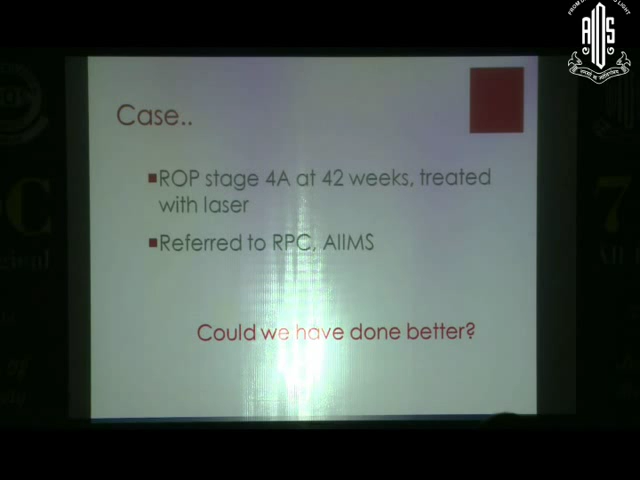 AIOS
Case..
ROP stage 4A at 42 weeks, treated
with laser
Referred to RPC, AIIMS
Could we have done better?